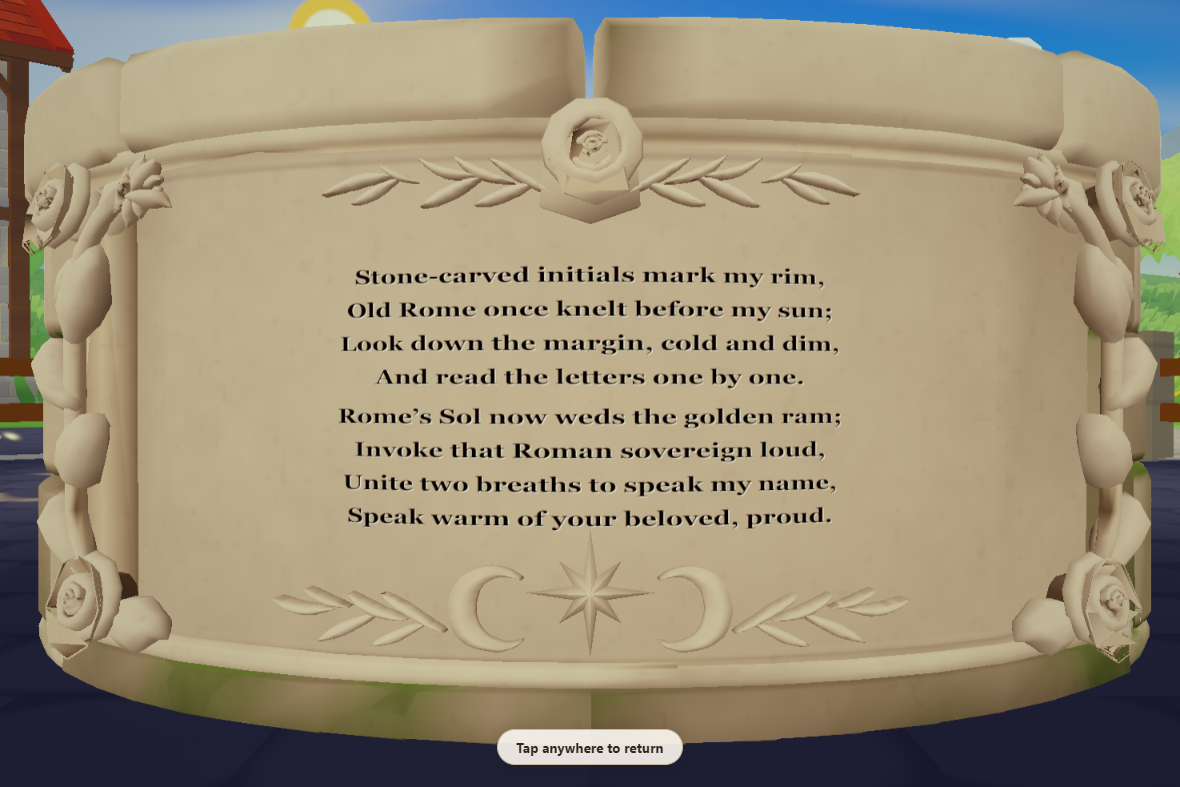 Stone-carved initials mark my rim,
Old Rome once knelt before my sun;
Look down the margin, cold and dim,
And read the letters one by one.
Rome’s Sol now weds the golden ram;
Invoke that Roman sovereign loud,
Unite two breaths to speak my name,
Speak warm of your beloved, proud.
Tap anywhere to return